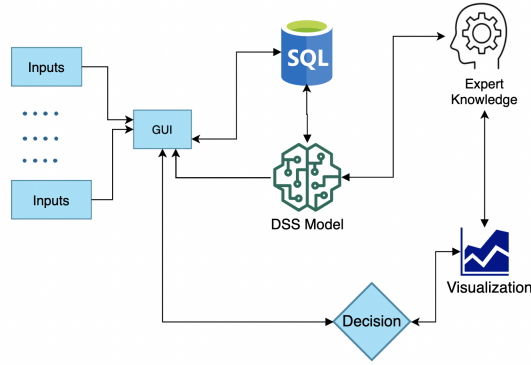 Inputs
SQL
Expert
Knowledge
GUI
Inputs
DSS Model
Visualization
Decision